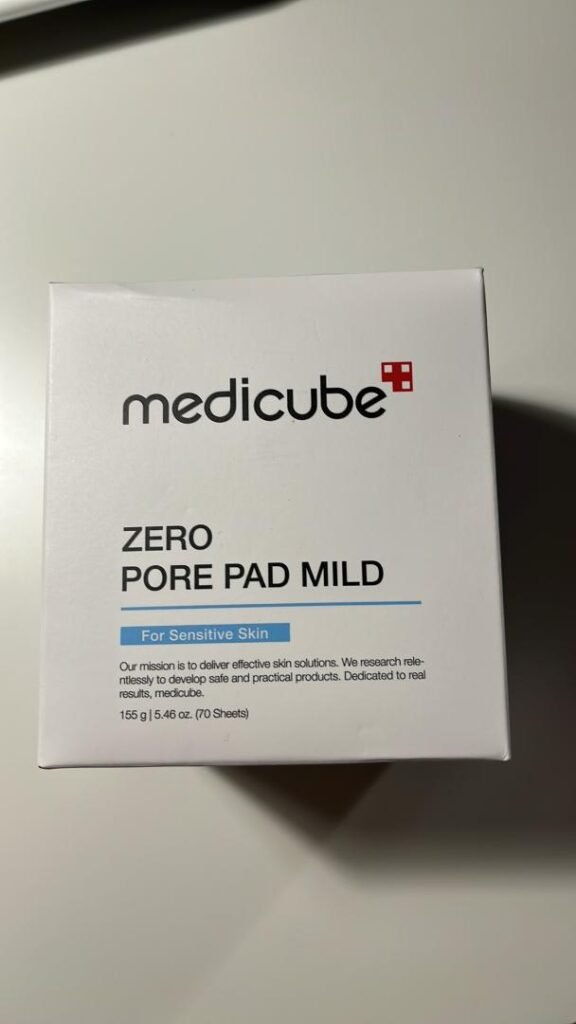 medicube
ZERO
PORE PAD MILD
For Sensitive Skin
Our mission is to deliver effective skin solutions. We research rele-
ntlessly to develop safe and practical products. Dedicated to real
results, medicube.
155 g | 5.46 oz. (70 Sheets)